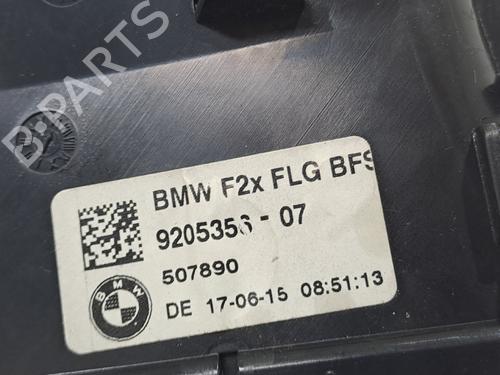 B-PARTS
BMW F2x FLG BFS
9205356 - 07
507890
BMW
DE 17-06-15 08:51:13